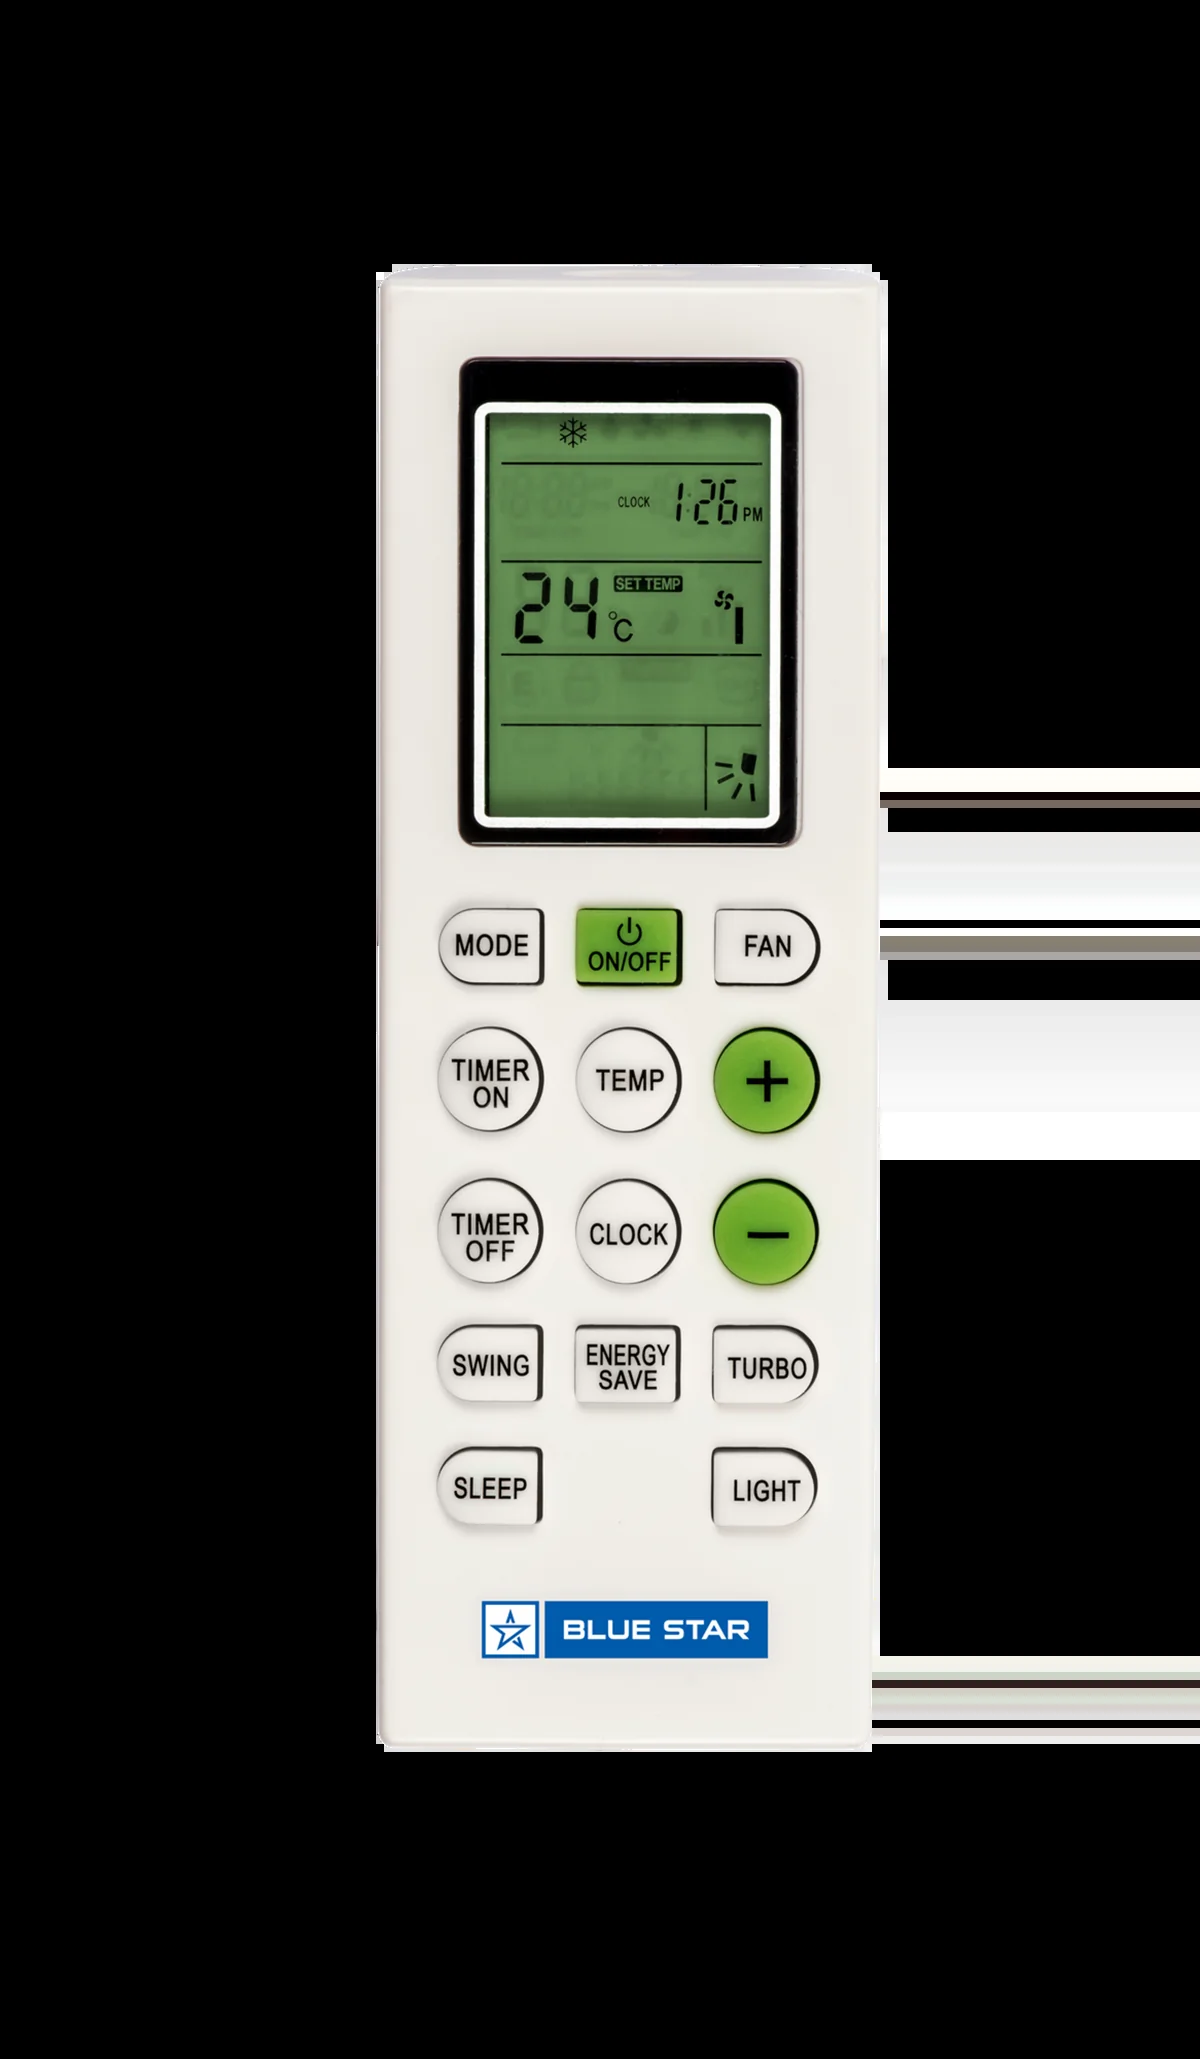 CLOCK 1:26 PM
24 °C SET TEMP
MODE
ON/OFF
FAN
TIMER
ON
TEMP
+
TIMER
OFF
CLOCK
−
SWING
ENERGY
SAVE
TURBO
SLEEP
LIGHT
BLUE STAR